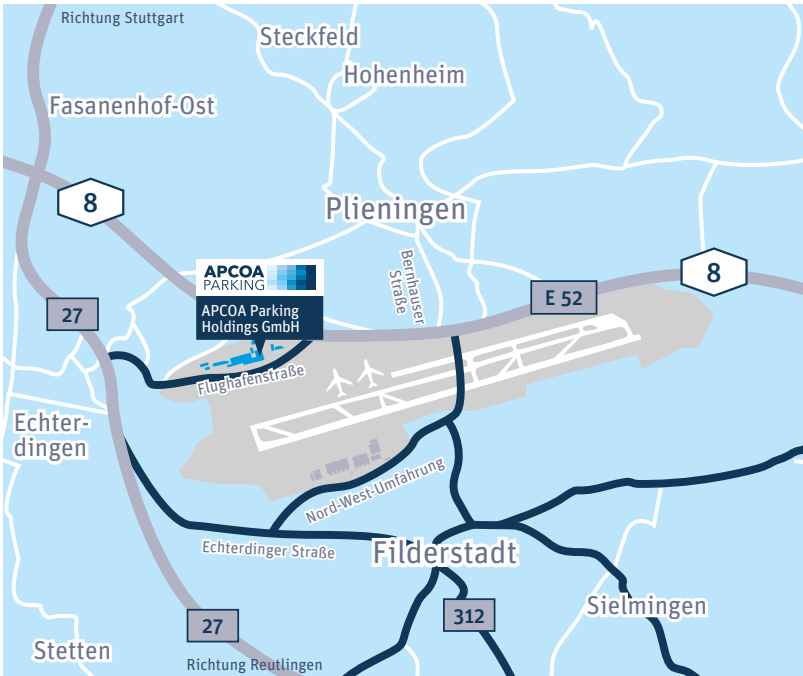 Richtung Stuttgart
Steckfeld
Hohenheim
Fasanenhof-Ost
8
Plieningen
APCOA
PARKING
Bernhauser
Straße
8
E 52
27
APCOA Parking
Holdings GmbH
Flughafenstraße
Echter-
dingen
Nord-West-Umfahrung
Echterdinger Straße
Filderstadt
Sielmingen
312
27
Stetten
Richtung Reutlingen